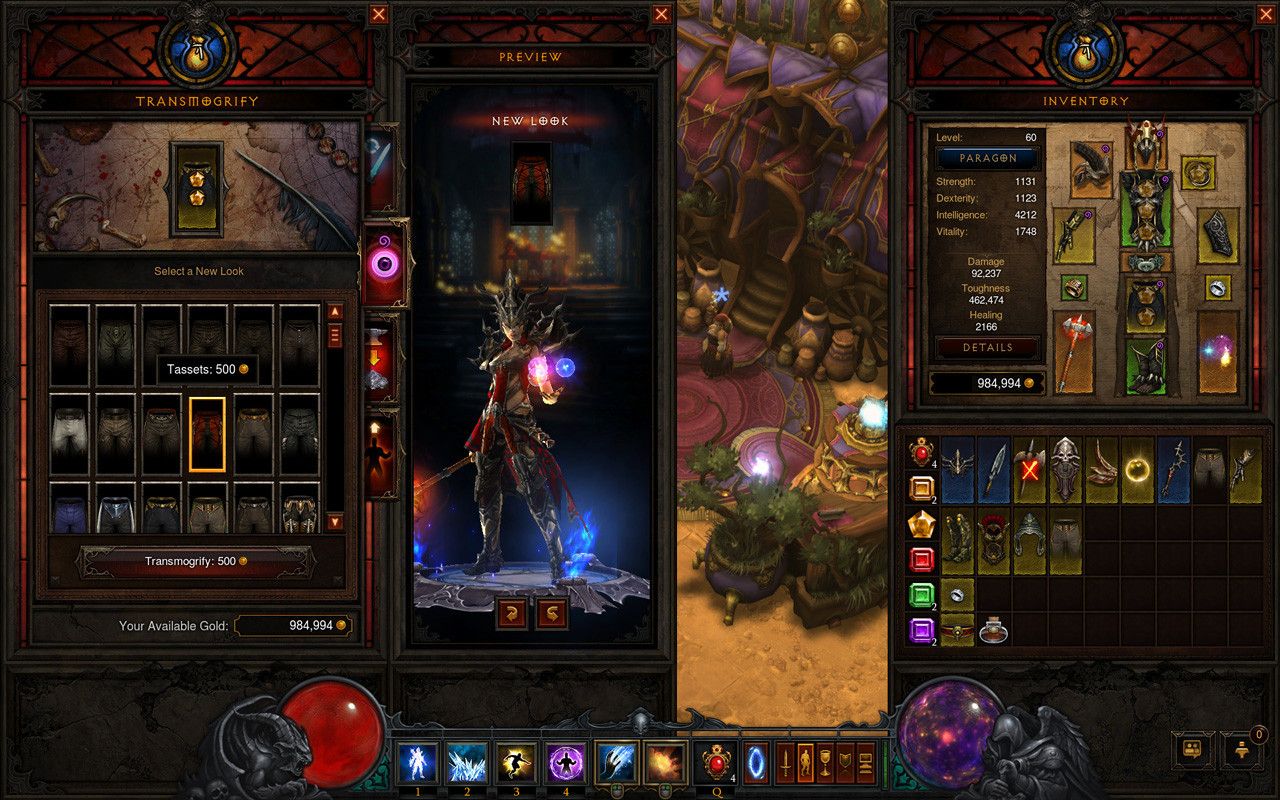 TRANSMOGRIFY
Select a New Look
Tassets: 500
Transmogrify: 500
Your Available Gold:
984,994
PREVIEW
NEW LOOK
INVENTORY
Level: 60
PARAGON
Strength: 1131
Dexterity: 1123
Intelligence: 4212
Vitality: 1748
Damage
92,237
Toughness
462,474
Healing
2166
DETAILS
984,994
4
2
2
2
1
2
3
4
4
Q
0